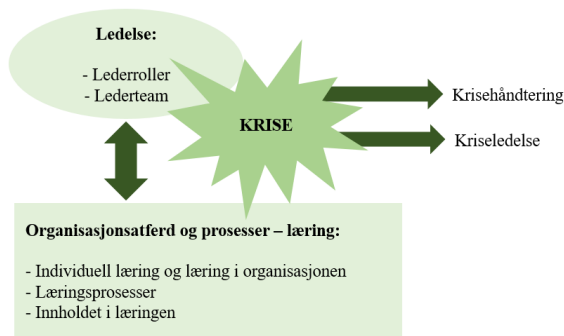 Ledelse:
- Lederroller
- Lederteam
KRISE
Krisehåndtering
Kriseledelse
Organisasjonsatferd og prosesser – læring:
- Individuell læring og læring i organisasjonen
- Læringsprosesser
- Innholdet i læringen